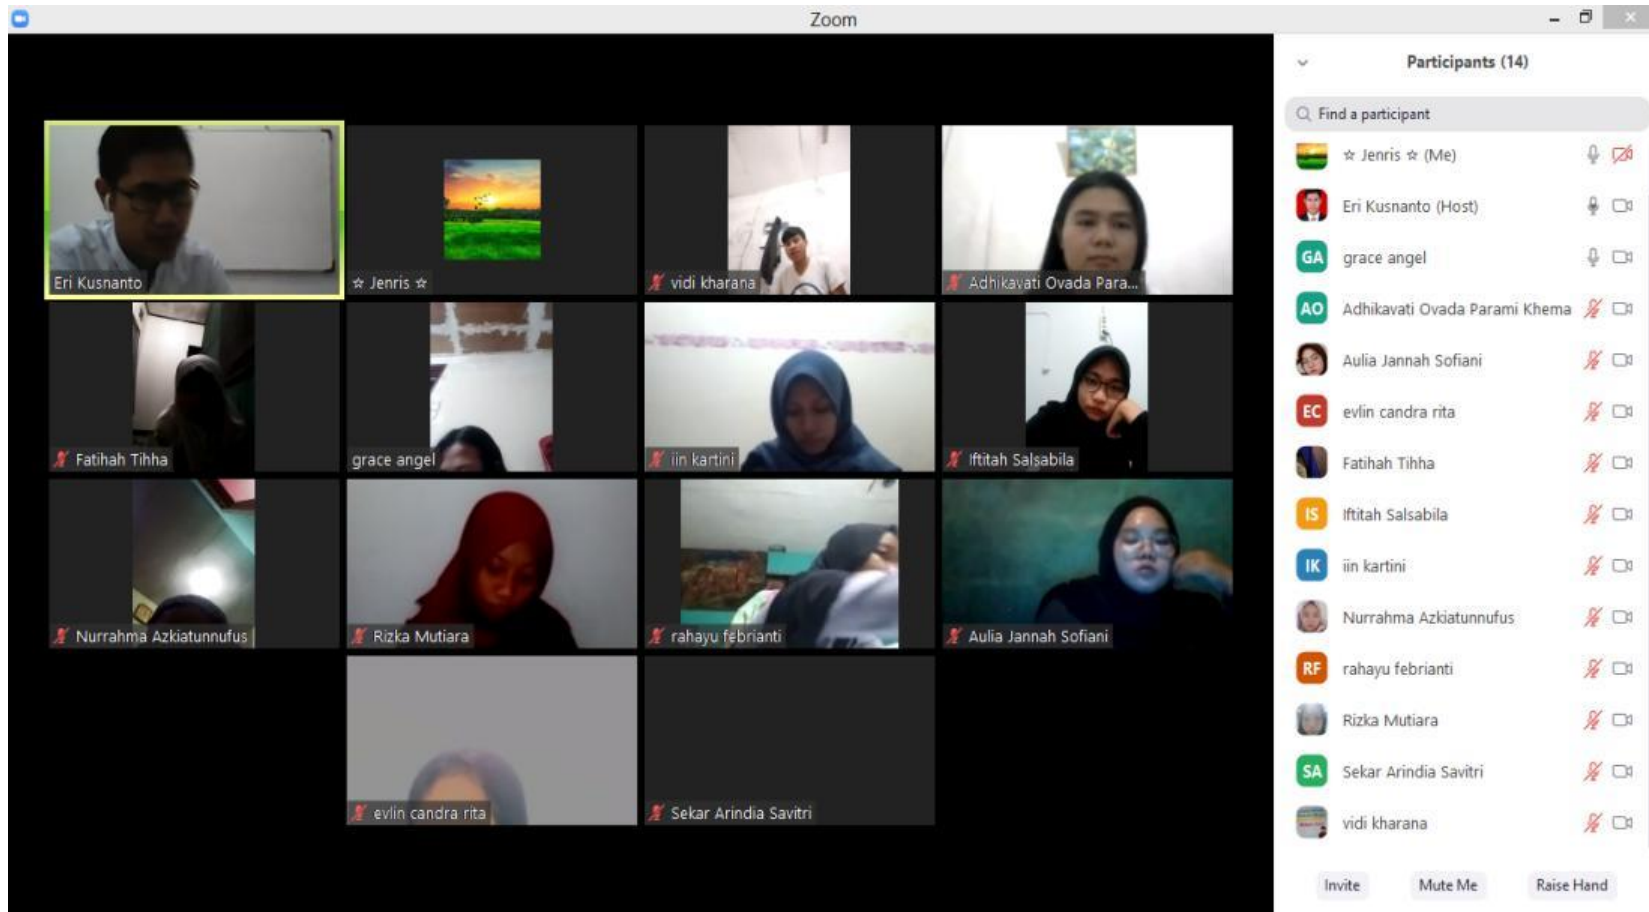 Zoom
Eri Kusnanto
☆ Jenris ☆
vidi kharana
Adhikavati Ovada Para...
Fatihah Tihha
grace angel
iin kartini
Iftitah Salsabila
Nurrahma Azkiatunnufus
Rizka Mutiara
rahayu febrianti
Aulia Jannah Sofiani
evlin candra rita
Sekar Arindia Savitri
Participants (14)
Find a participant
☆ Jenris ☆ (Me)
Eri Kusnanto (Host)
GA grace angel
AO Adhikavati Ovada Parami Khema
Aulia Jannah Sofiani
EC evlin candra rita
Fatihah Tihha
IS Iftitah Salsabila
IK iin kartini
Nurrahma Azkiatunnufus
RF rahayu febrianti
Rizka Mutiara
SA Sekar Arindia Savitri
vidi kharana
Invite Mute Me Raise Hand